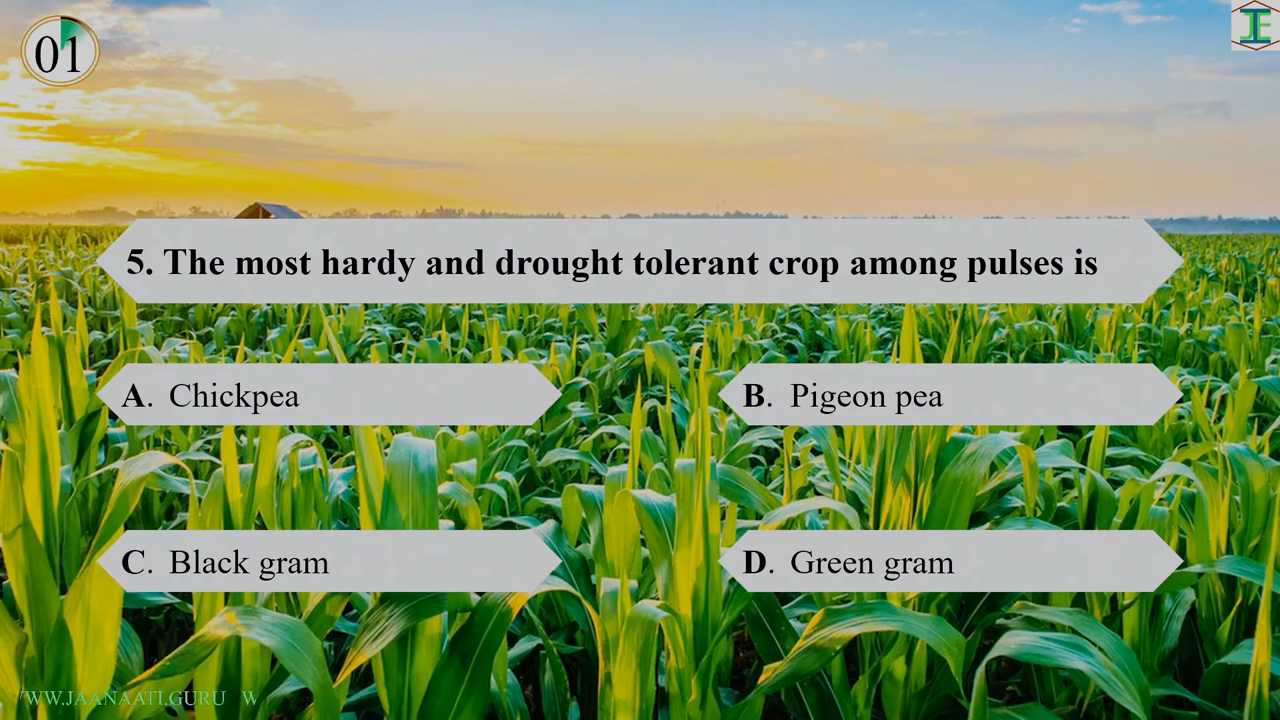 01
JE
5. The most hardy and drought tolerant crop among pulses is
A. Chickpea
B. Pigeon pea
C. Black gram
D. Green gram
WWW.JAANAATI.GURU W